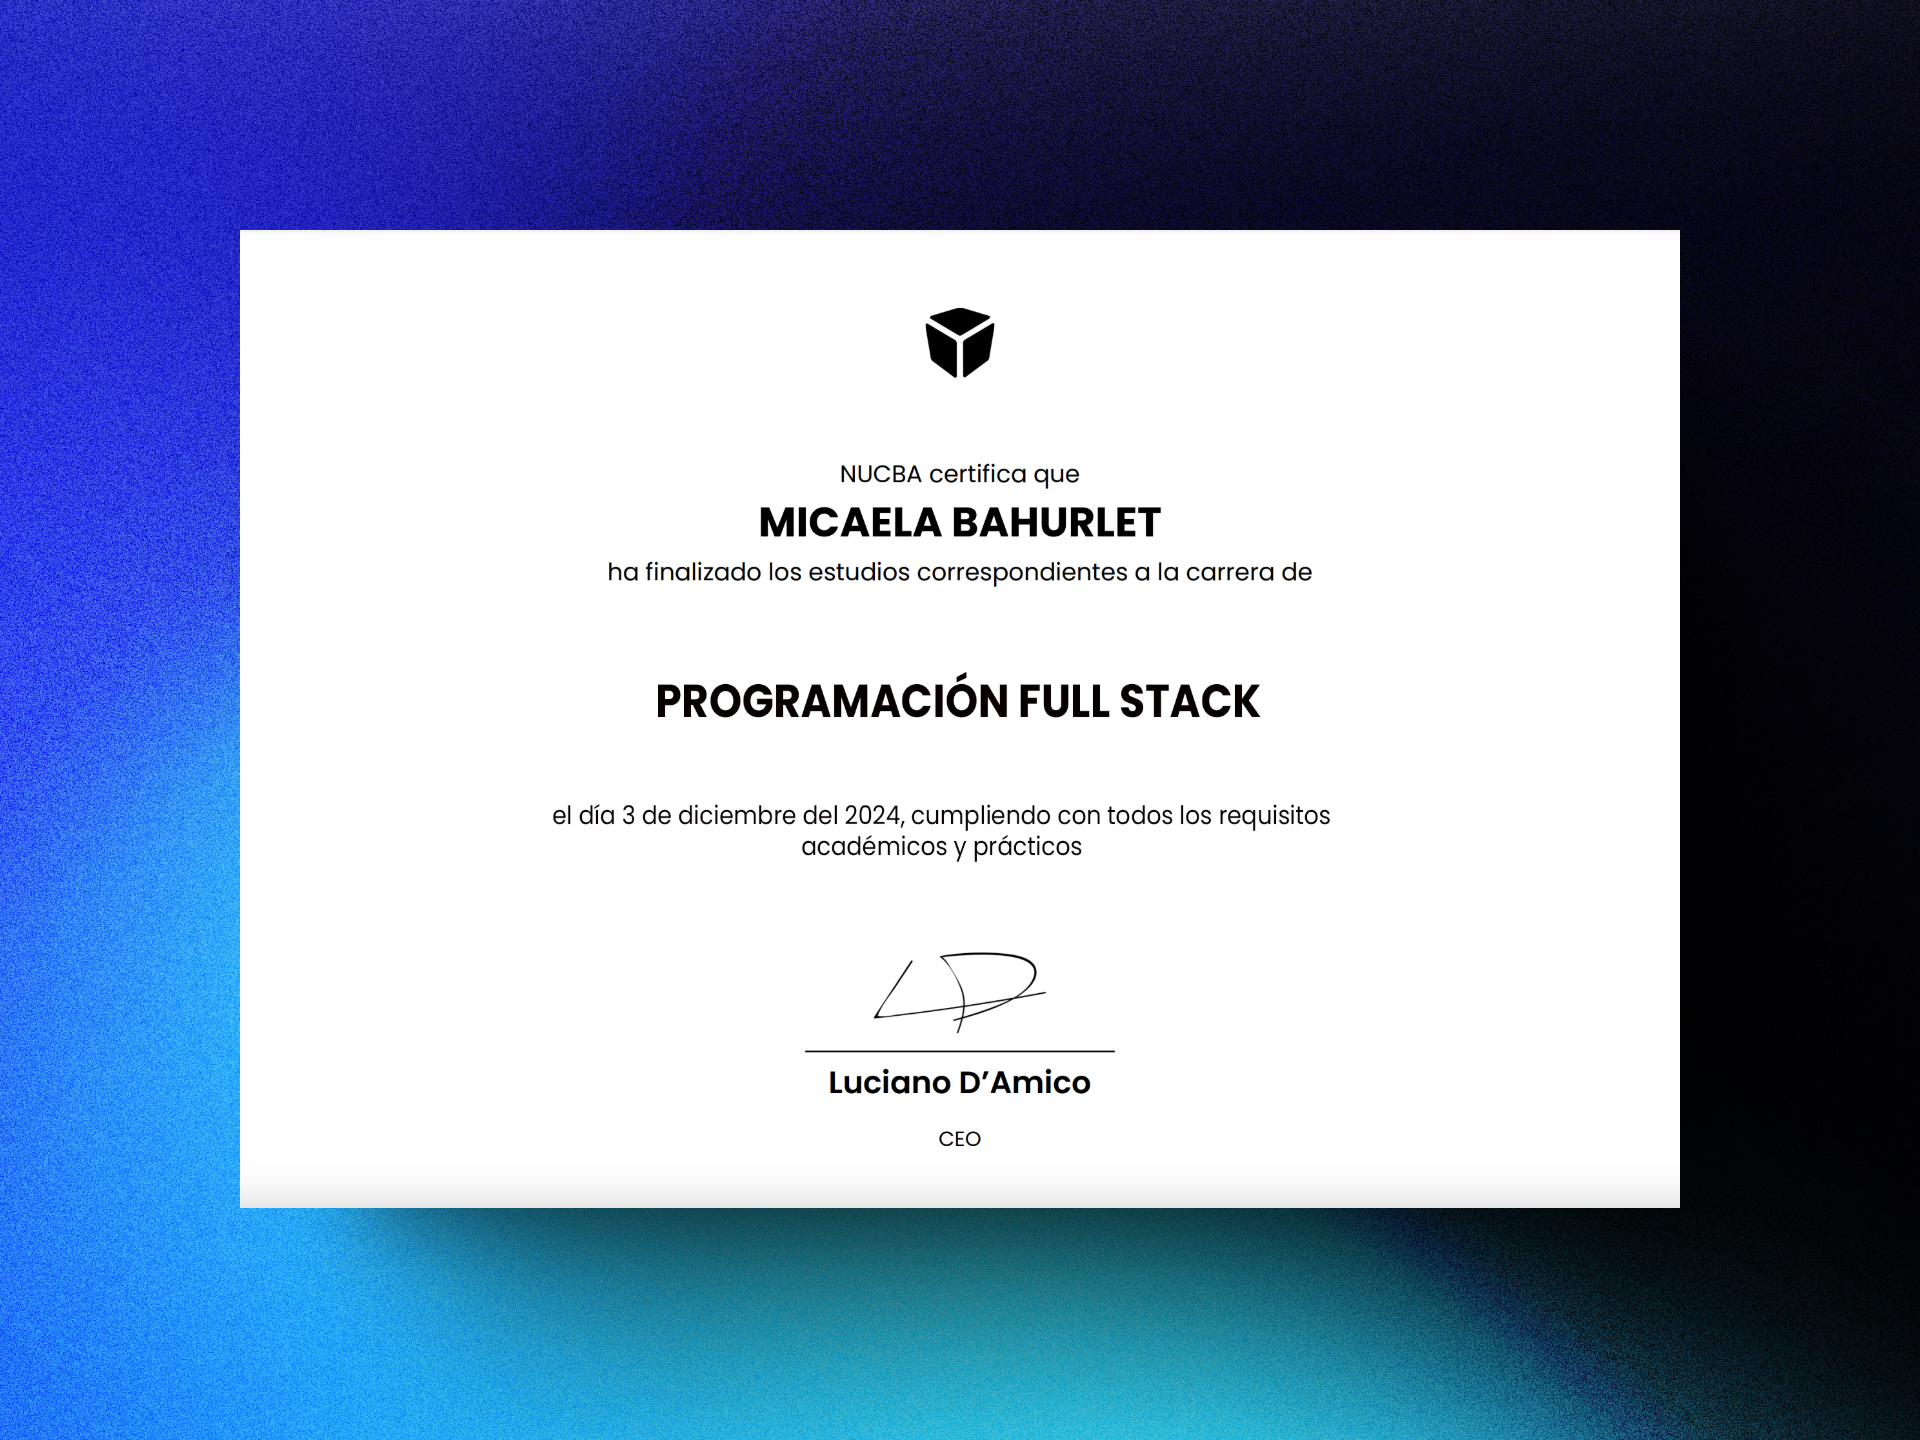 NUCBA certifica que
MICAELA BAHURLET
ha finalizado los estudios correspondientes a la carrera de
PROGRAMACIÓN FULL STACK
el día 3 de diciembre del 2024, cumpliendo con todos los requisitos
académicos y prácticos
Luciano D’Amico
CEO